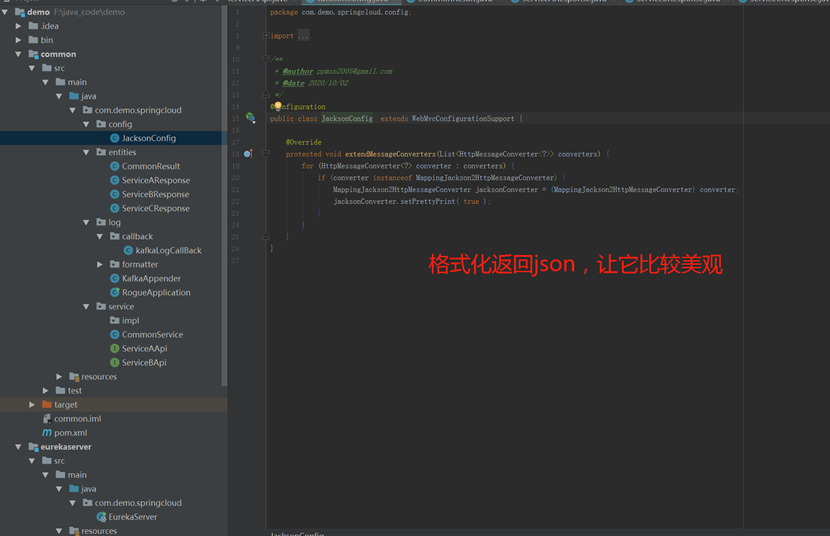 demo F:\java_code\demo
.idea
bin
common
src
main
java
com.demo.springcloud
config
JacksonConfig
entities
CommonResult
ServiceAResponse
ServiceBResponse
ServiceCResponse
log
callback
kafkaLogCallBack
formatter
KafkaAppender
RogueApplication
service
impl
CommonService
ServiceAApi
ServiceBApi
resources
test
target
common.iml
pom.xml
eurekaserver
src
main
java
com.demo.springcloud
EurekaServer
resources
1 package com.demo.springcloud.config;
2
3 import ...
9
10 /**
11 * @author zpmsn2005@gmail.com
12 * @date 2020/10/02
13 */
14 @Configuration
15 public class JacksonConfig extends WebMvcConfigurationSupport {
16
17 @Override
18 protected void extendMessageConverters(List<HttpMessageConverter<?>> converters) {
19 for (HttpMessageConverter<?> converter : converters) {
20 if (converter instanceof MappingJackson2HttpMessageConverter) {
21 MappingJackson2HttpMessageConverter jacksonConverter = (MappingJackson2HttpMessageConverter) converter;
22 jacksonConverter.setPrettyPrint( true );
23 }
24 }
25 }
26 }
27
格式化返回json，让它比较美观
JacksonConfig